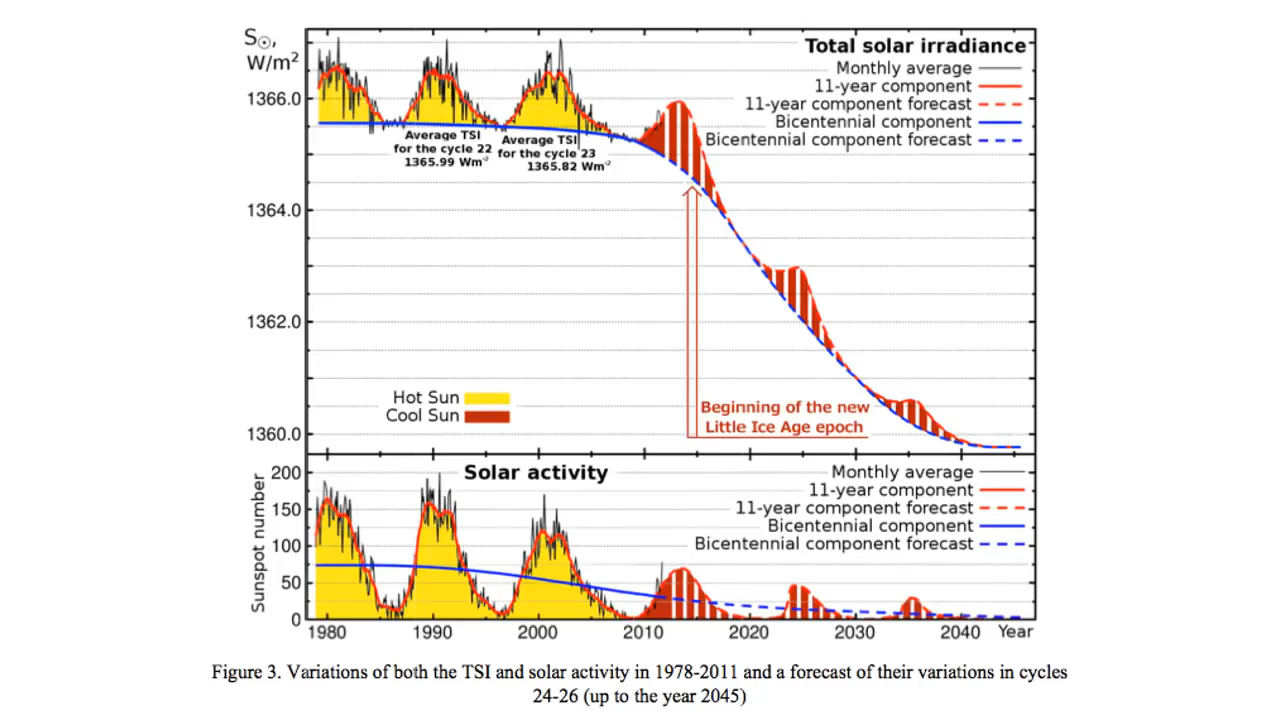 S☉,
W/m²
Total solar irradiance
Monthly average
11-year component
11-year component forecast
Bicentennial component
Bicentennial component forecast
1366.0
1364.0
1362.0
1360.0
Average TSI
for the cycle 22
1365.99 Wm⁻²
Average TSI
for the cycle 23
1365.82 Wm⁻²
Hot Sun
Cool Sun
Beginning of the new
Little Ice Age epoch
Solar activity
Monthly average
11-year component
11-year component forecast
Bicentennial component
Bicentennial component forecast
Sunspot number
200
150
100
50
0
1980 1990 2000 2010 2020 2030 2040 Year
Figure 3. Variations of both the TSI and solar activity in 1978-2011 and a forecast of their variations in cycles
24-26 (up to the year 2045)